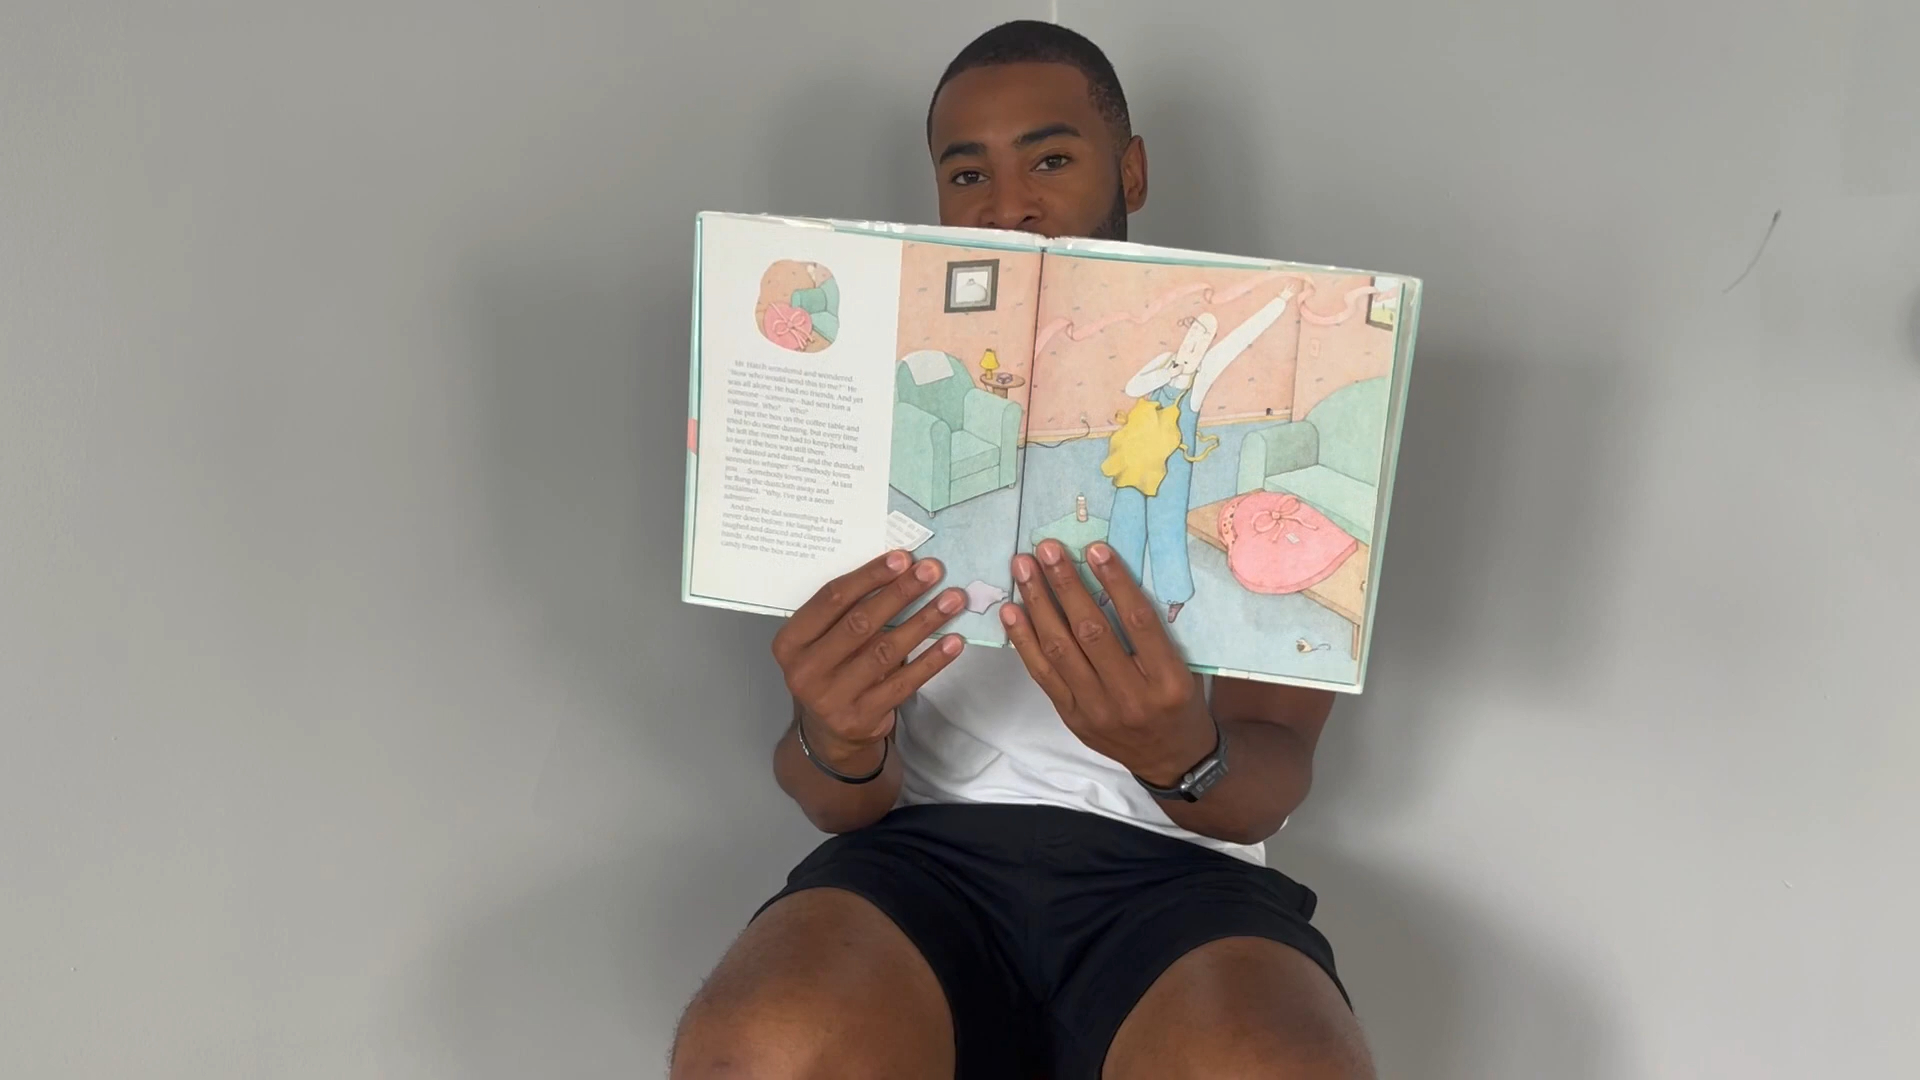 Mr. Hatch wondered and wondered.
"Now who would send this to me?" He
was all alone. He had no friends. And yet
someone—someone—had sent him a
valentine. Who? . . . Who?
He put the box on the coffee table and
tried to do some dusting, but every time
he left the room he had to keep peeking
to see if the box was still there.
He dusted and dusted, and the dustcloth
seemed to whisper: "Somebody loves
you . . . Somebody loves you . . ." At last
he flung the dustcloth away and
exclaimed, "Why, I've got a secret
admirer!"
And then he did something he had
never done before. He laughed. He
laughed and danced and clapped his
hands. And then he took a piece of
candy from the box and ate it.